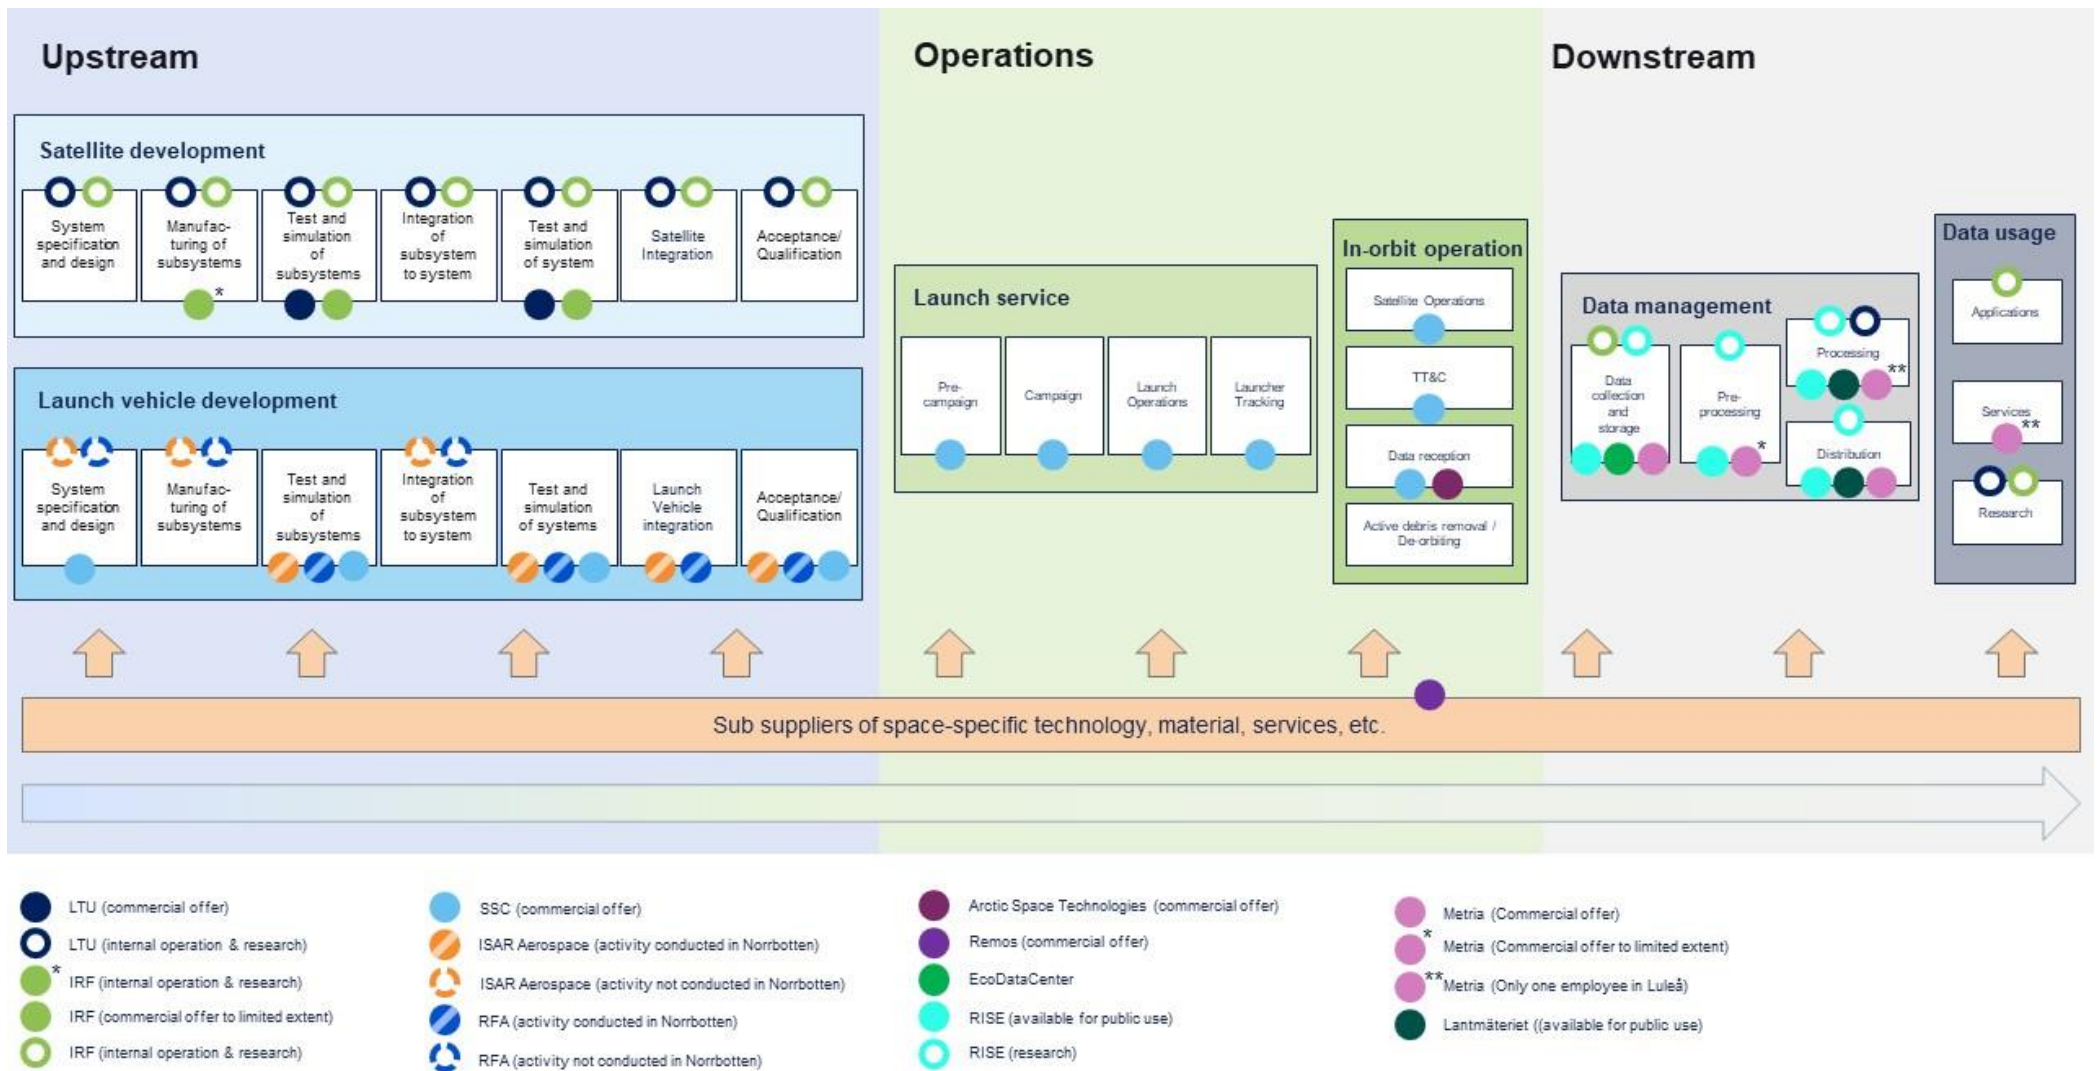 Upstream
Operations
Downstream
Satellite development
System
specification
and design
Manufac-
turing of
subsystems
*
Test and
simulation
of
subsystems
Integration
of
subsystem
to system
Test and
simulation
of system
Satellite
Integration
Acceptance/
Qualification
Launch vehicle development
System
specification
and design
Manufac-
turing of
subsystems
Test and
simulation
of
subsystems
Integration
of
subsystem
to system
Test and
simulation
of systems
Launch
Vehicle
integration
Acceptance/
Qualification
Launch service
Pre-
campaign
Campaign
Launch
Operations
Launcher
Tracking
In-orbit operation
Satellite Operations
TT&C
Data reception
Active debris removal /
De-orbiting
Data management
Data
collection
and
storage
Pre-
processing
*
Processing
**
Distribution
Data usage
Applications
Services
**
Research
Sub suppliers of space-specific technology, material, services, etc.
LTU (commercial offer)
LTU (internal operation & research)
* IRF (internal operation & research)
IRF (commercial offer to limited extent)
IRF (internal operation & research)
SSC (commercial offer)
ISAR Aerospace (activity conducted in Norrbotten)
ISAR Aerospace (activity not conducted in Norrbotten)
RFA (activity conducted in Norrbotten)
RFA (activity not conducted in Norrbotten)
Arctic Space Technologies (commercial offer)
Remos (commercial offer)
EcoDataCenter
RISE (available for public use)
RISE (research)
Metria (Commercial offer)
* Metria (Commercial offer to limited extent)
** Metria (Only one employee in Luleå)
Lantmäteriet ((available for public use)